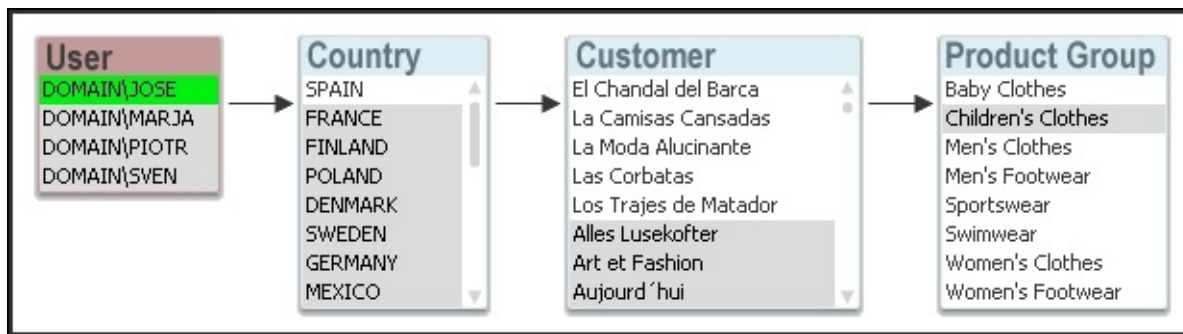 User
DOMAIN\JOSE
DOMAIN\MARJA
DOMAIN\PIOTR
DOMAIN\SVEN
Country
SPAIN
FRANCE
FINLAND
POLAND
DENMARK
SWEDEN
GERMANY
MEXICO
Customer
El Chandal del Barca
La Camisas Cansadas
La Moda Alucinante
Las Corbatas
Los Trajes de Matador
Alles Lusekofter
Art et Fashion
Aujourd´hui
Product Group
Baby Clothes
Children's Clothes
Men's Clothes
Men's Footwear
Sportswear
Swimwear
Women's Clothes
Women's Footwear